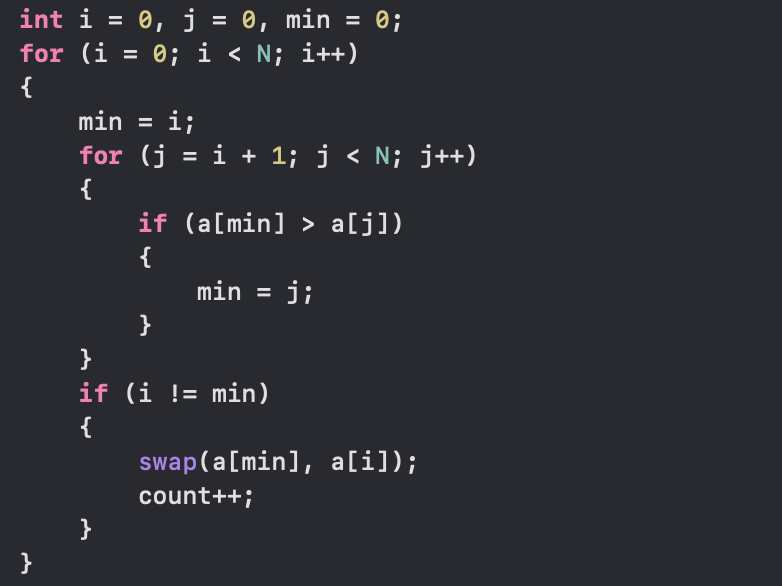 int i = 0, j = 0, min = 0;
for (i = 0; i < N; i++)
{
    min = i;
    for (j = i + 1; j < N; j++)
    {
        if (a[min] > a[j])
        {
            min = j;
        }
    }
    if (i != min)
    {
        swap(a[min], a[i]);
        count++;
    }
}